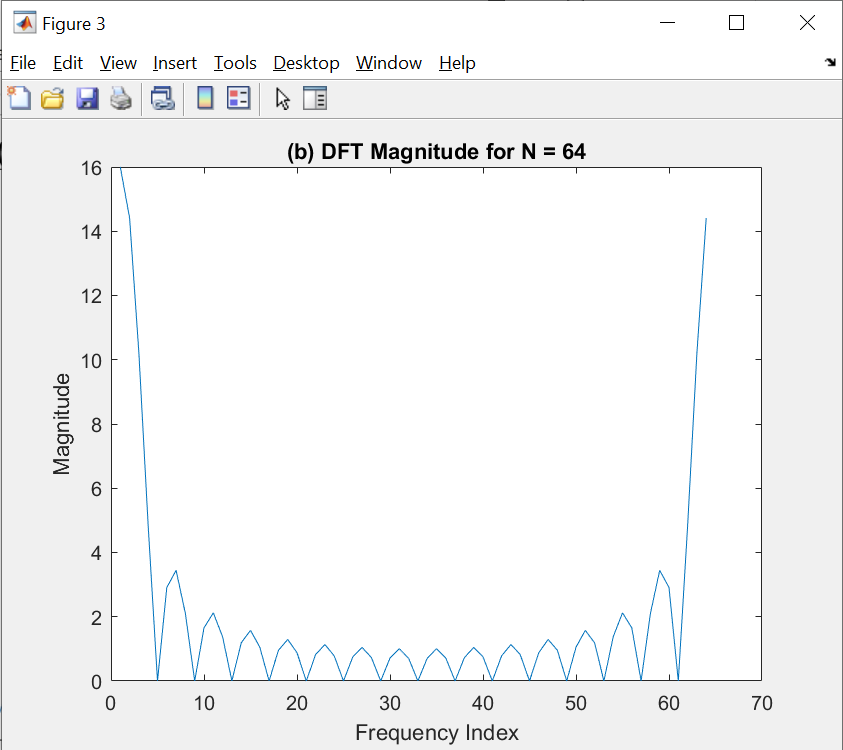 Figure 3
File Edit View Insert Tools Desktop Window Help
(b) DFT Magnitude for N = 64
16
14
12
10
8
6
4
2
0
Magnitude
0 10 20 30 40 50 60 70
Frequency Index